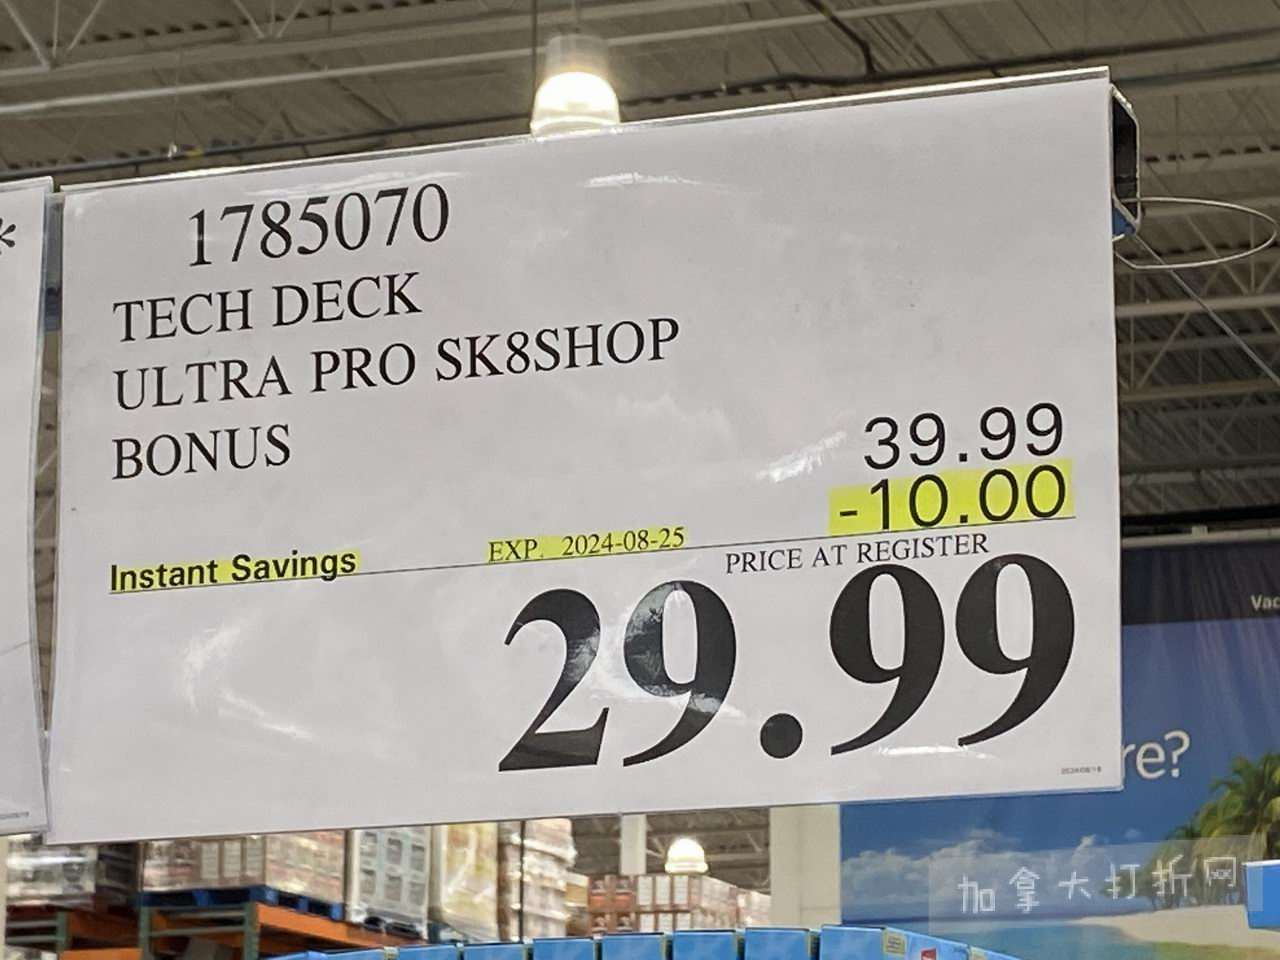 *
1785070
TECH DECK
ULTRA PRO SK8SHOP
BONUS
39.99
-10.00
Instant Savings
EXP. 2024-08-25
PRICE AT REGISTER
29.99
Vac
re?
加拿大打折网